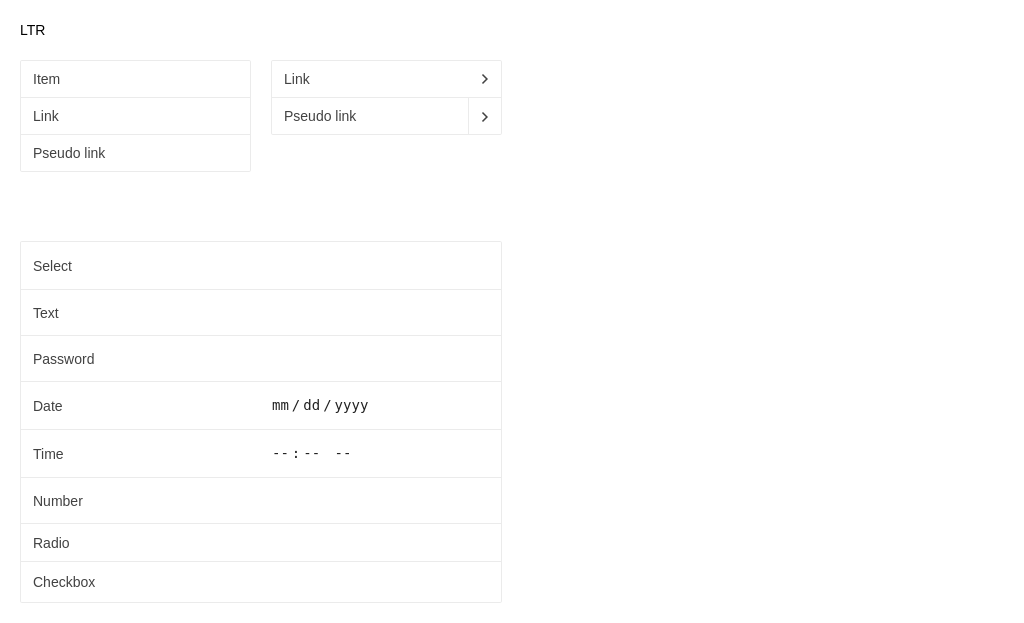 LTR
Item
Link
Pseudo link
Link
Pseudo link
Select
Text
Password
Date mm/dd/yyyy
Time --:-- --
Number
Radio
Checkbox